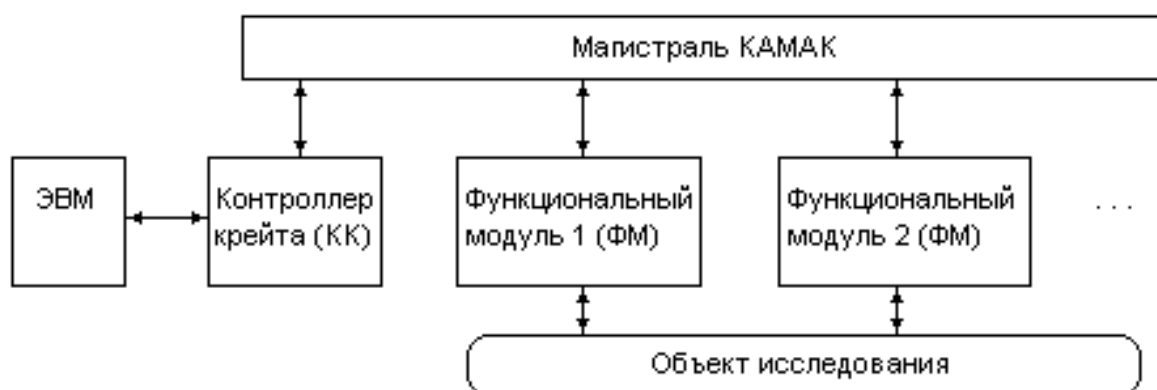 Магистраль КАМАК
ЭВМ
Контроллер
крейта (КК)
Функциональный
модуль 1 (ФМ)
Функциональный
модуль 2 (ФМ)
. . .
Объект исследования